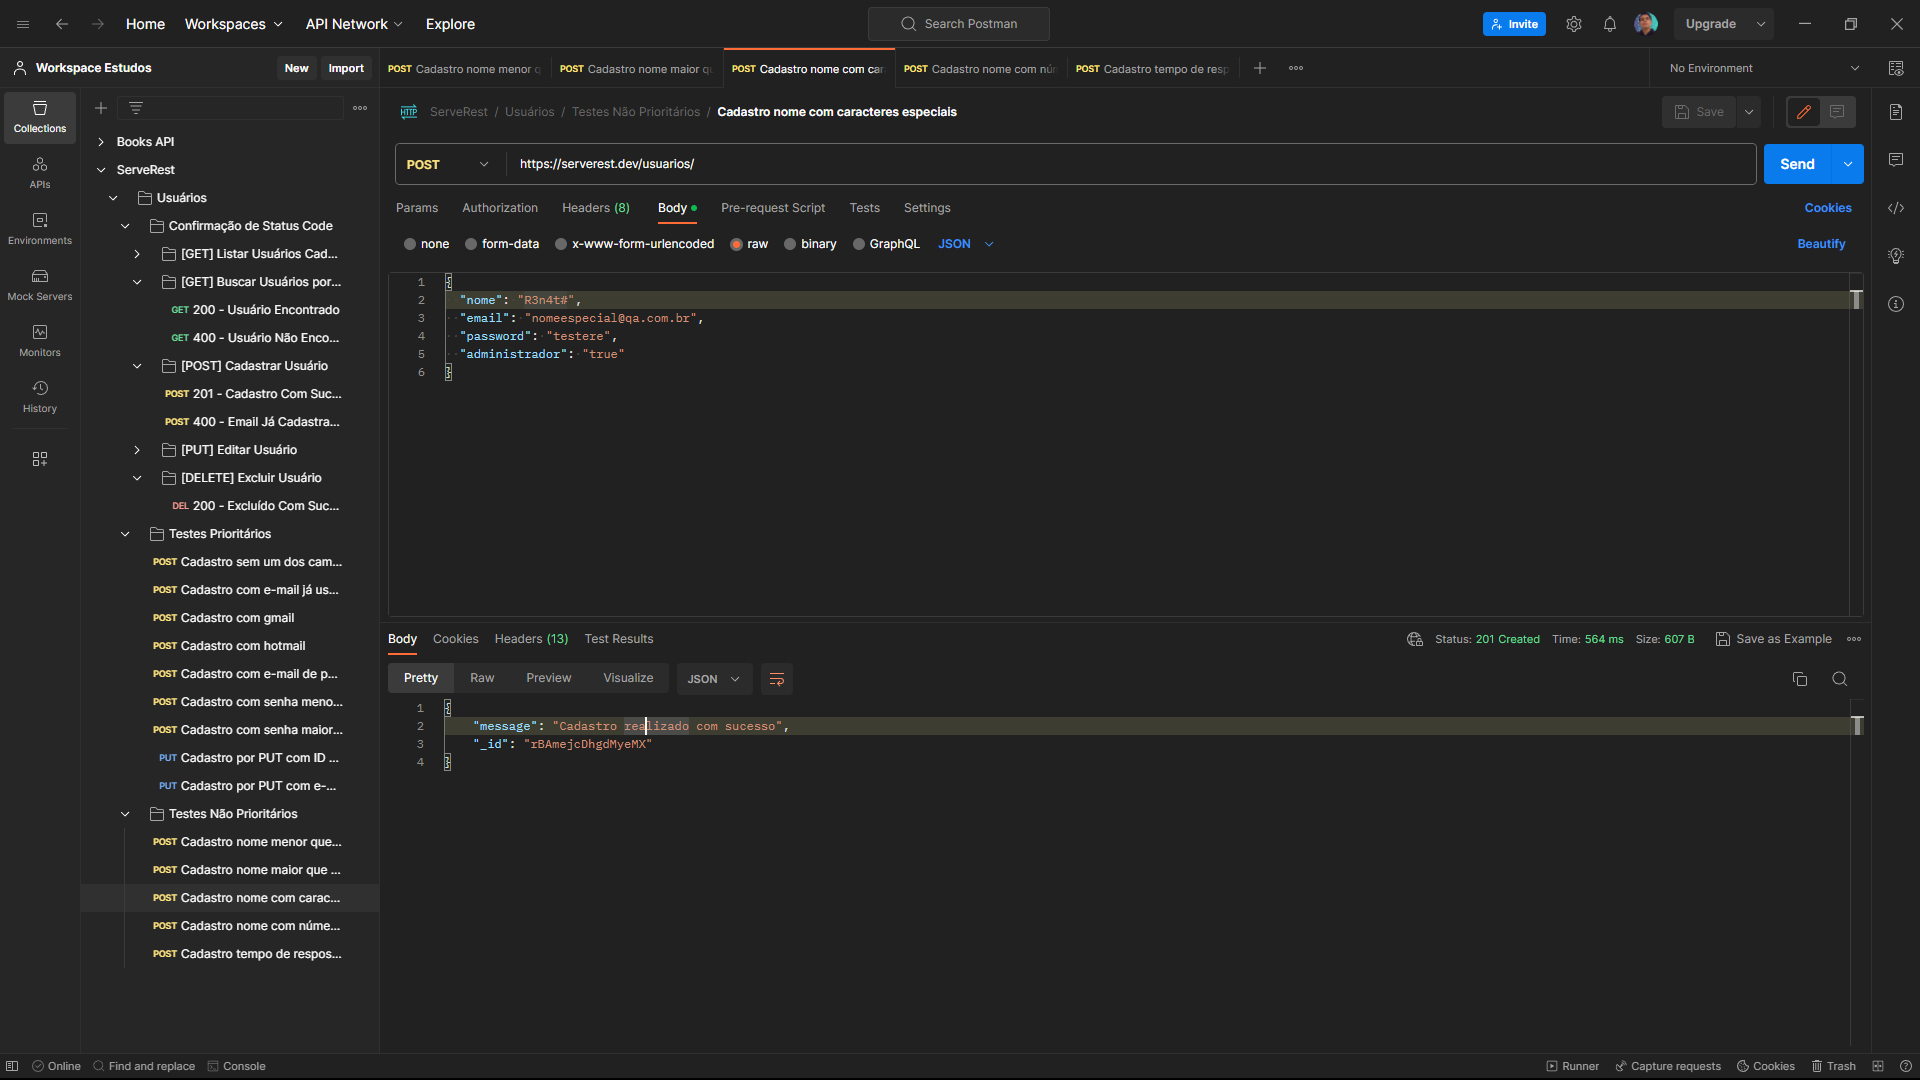 Home
Workspaces
API Network
Explore
Search Postman
Invite
Upgrade
Workspace Estudos
New
Import
POST Cadastro nome menor q
POST Cadastro nome maior qu
POST Cadastro nome com car
POST Cadastro nome com núm
POST Cadastro tempo de resp
No Environment
Collections
APIs
Environments
Mock Servers
Monitors
History
Books API
ServeRest
Usuários
Confirmação de Status Code
[GET] Listar Usuários Cad...
[GET] Buscar Usuários por...
GET 200 - Usuário Encontrado
GET 400 - Usuário Não Enco...
[POST] Cadastrar Usuário
POST 201 - Cadastro Com Suc...
POST 400 - Email Já Cadastra...
[PUT] Editar Usuário
[DELETE] Excluir Usuário
DEL 200 - Excluído Com Suc...
Testes Prioritários
POST Cadastro sem um dos cam...
POST Cadastro com e-mail já us...
POST Cadastro com gmail
POST Cadastro com hotmail
POST Cadastro com e-mail de p...
POST Cadastro com senha meno...
POST Cadastro com senha maior...
PUT Cadastro por PUT com ID ...
PUT Cadastro por PUT com e-...
Testes Não Prioritários
POST Cadastro nome menor que...
POST Cadastro nome maior que ...
POST Cadastro nome com carac...
POST Cadastro nome com núme...
POST Cadastro tempo de respos...
HTTP ServeRest / Usuários / Testes Não Prioritários / Cadastro nome com caracteres especiais
Save
POST
https://serverest.dev/usuarios/
Send
Params
Authorization
Headers (8)
Body
Pre-request Script
Tests
Settings
Cookies
none
form-data
x-www-form-urlencoded
raw
binary
GraphQL
JSON
Beautify
1 {
2 "nome": "R3n4t#",
3 "email": "nomeespecial@qa.com.br",
4 "password": "testere",
5 "administrador": "true"
6 }
Body
Cookies
Headers (13)
Test Results
Status: 201 Created
Time: 564 ms
Size: 607 B
Save as Example
Pretty
Raw
Preview
Visualize
JSON
1 {
2 "message": "Cadastro realizado com sucesso",
3 "_id": "rBAmejcDhgdMyeMX"
4 }
Online
Find and replace
Console
Runner
Capture requests
Cookies
Trash